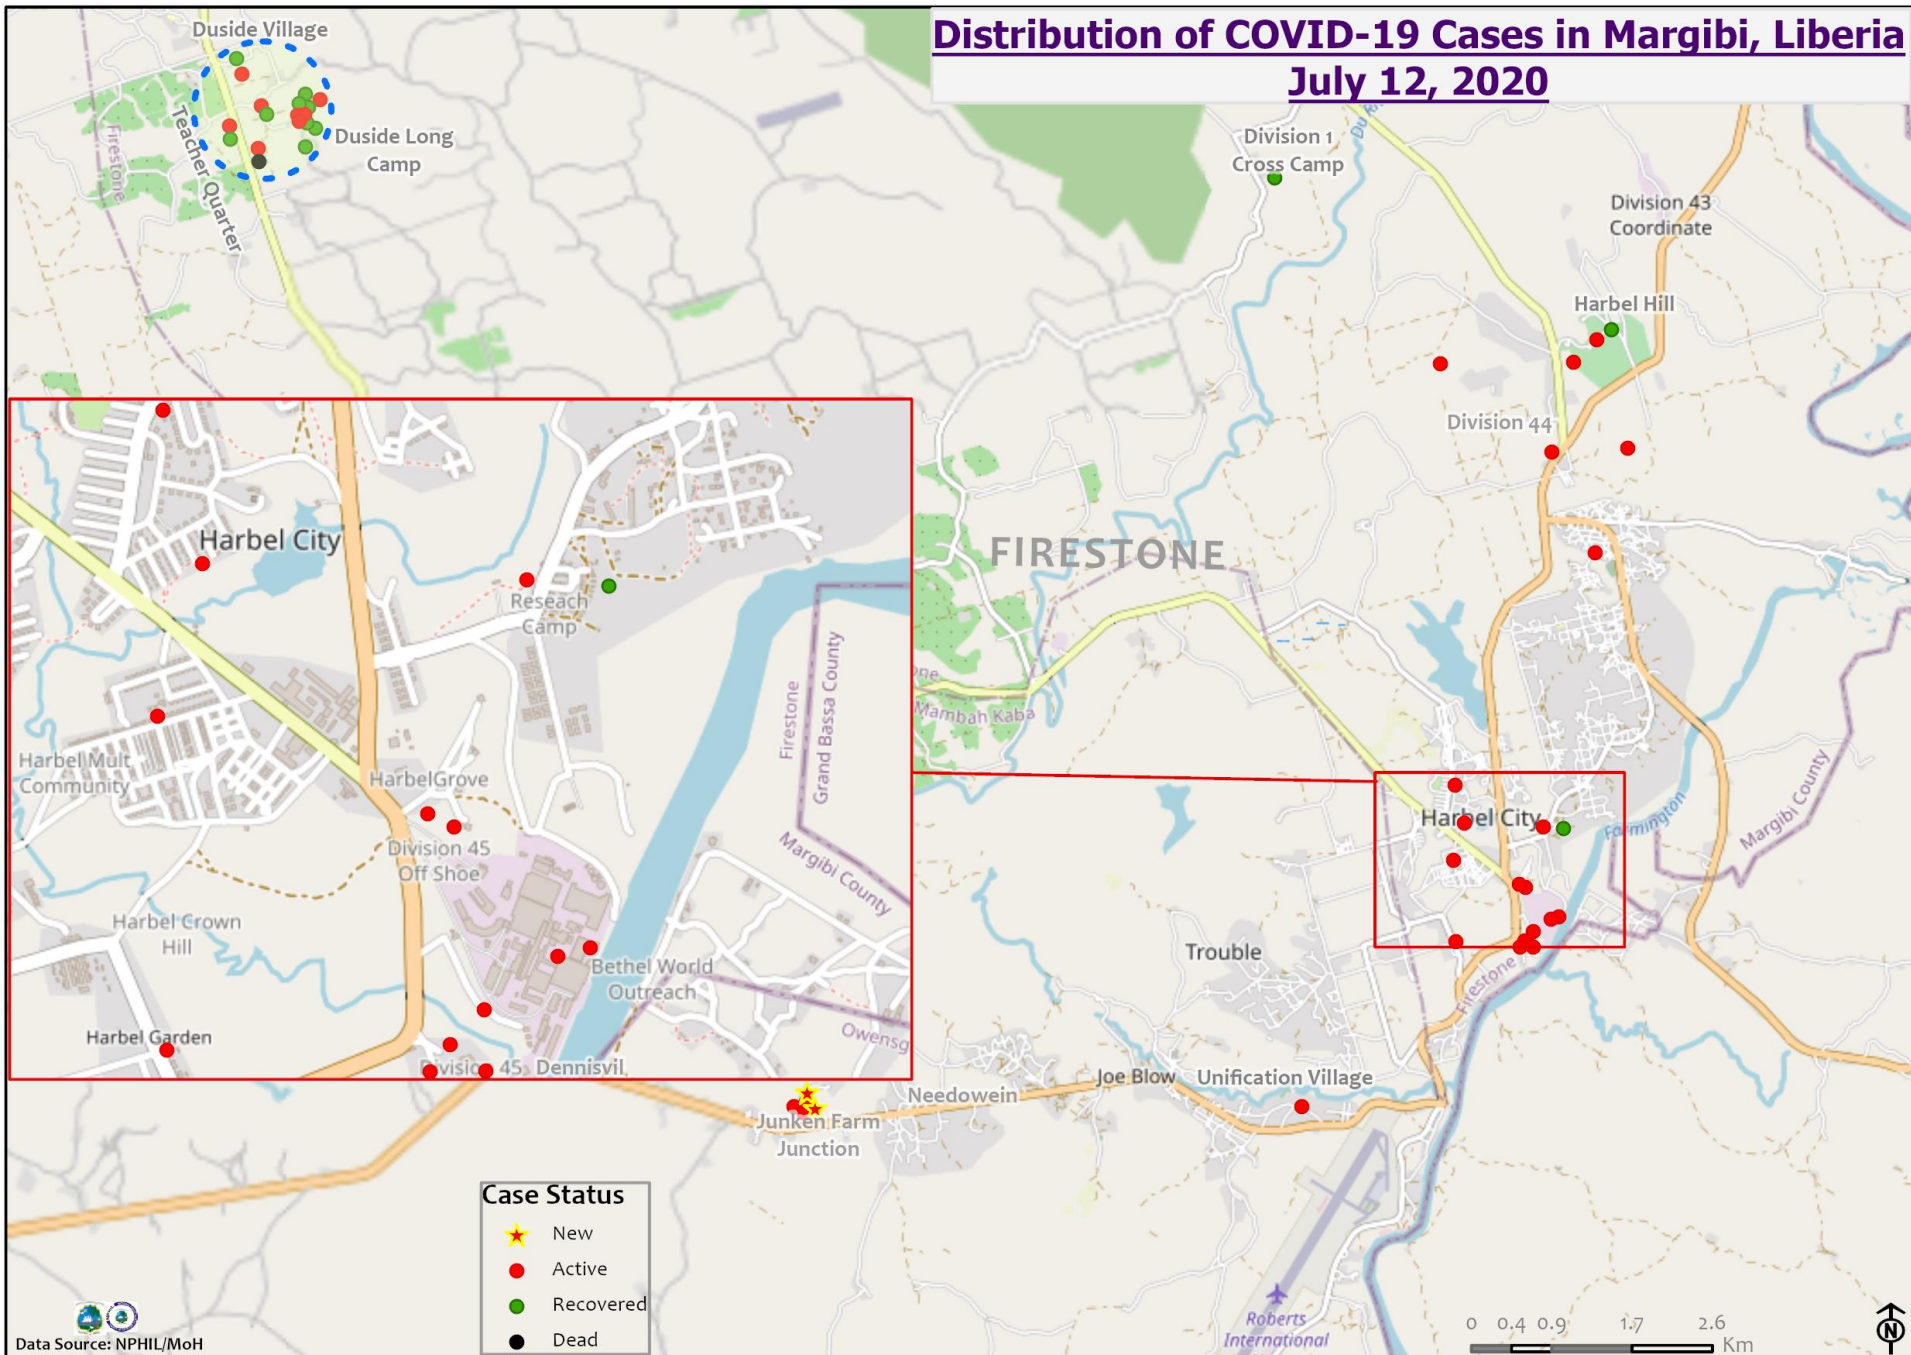 Distribution of COVID-19 Cases in Margibi, Liberia
July 12, 2020
Duside Village
Firestone
Teacher Quarter
Duside Long
Camp
Division 1
Cross Camp
Division 43
Coordinate
Harbel Hill
Division 44
FIRESTONE
Mambah Kaba
Harbel City
Farmington
Margibi County
Firestone
Trouble
Joe Blow
Unification Village
Needowein
Junken Farm
Junction
Roberts
International
Harbel City
Reseach
Camp
Firestone
Grand Bassa County
Margibi County
Harbel Mult
Community
HarbelGrove
Division 45
Off Shoe
Harbel Crown
Hill
Bethel World
Outreach
Owensg
Harbel Garden
Division 45
Dennisvil
Case Status
New
Active
Recovered
Dead
Data Source: NPHIL/MoH
0 0.4 0.9 1.7 2.6
Km
N